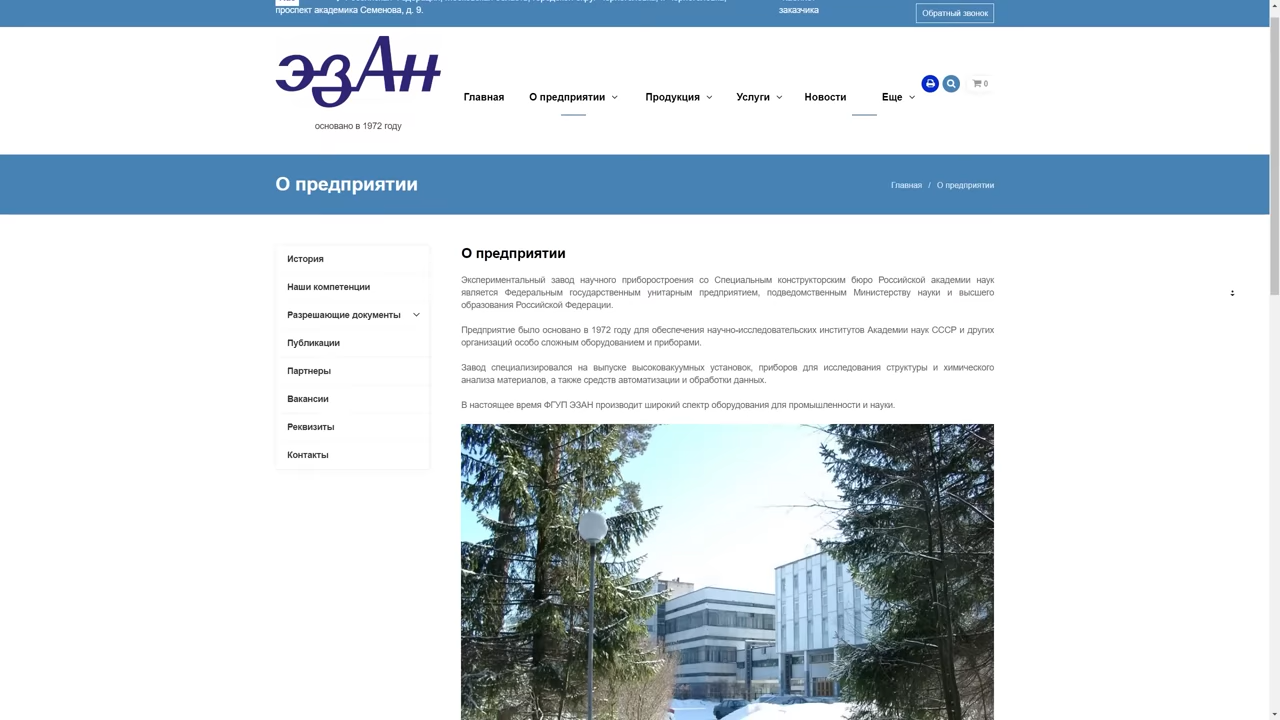 проспект академика Семенова, д. 9.
заказчика
Обратный звонок
эзАн
основано в 1972 году
Главная
О предприятии
Продукция
Услуги
Новости
Еще
0
О предприятии
Главная / О предприятии
История
Наши компетенции
Разрешающие документы
Публикации
Партнеры
Вакансии
Реквизиты
Контакты
О предприятии
Экспериментальный завод научного приборостроения со Специальным конструкторским бюро Российской академии наук
является Федеральным государственным унитарным предприятием, подведомственным Министерству науки и высшего
образования Российской Федерации.
Предприятие было основано в 1972 году для обеспечения научно-исследовательских институтов Академии наук СССР и других
организаций особо сложным оборудованием и приборами.
Завод специализировался на выпуске высоковакуумных установок, приборов для исследования структуры и химического
анализа материалов, а также средств автоматизации и обработки данных.
В настоящее время ФГУП ЭЗАН производит широкий спектр оборудования для промышленности и науки.